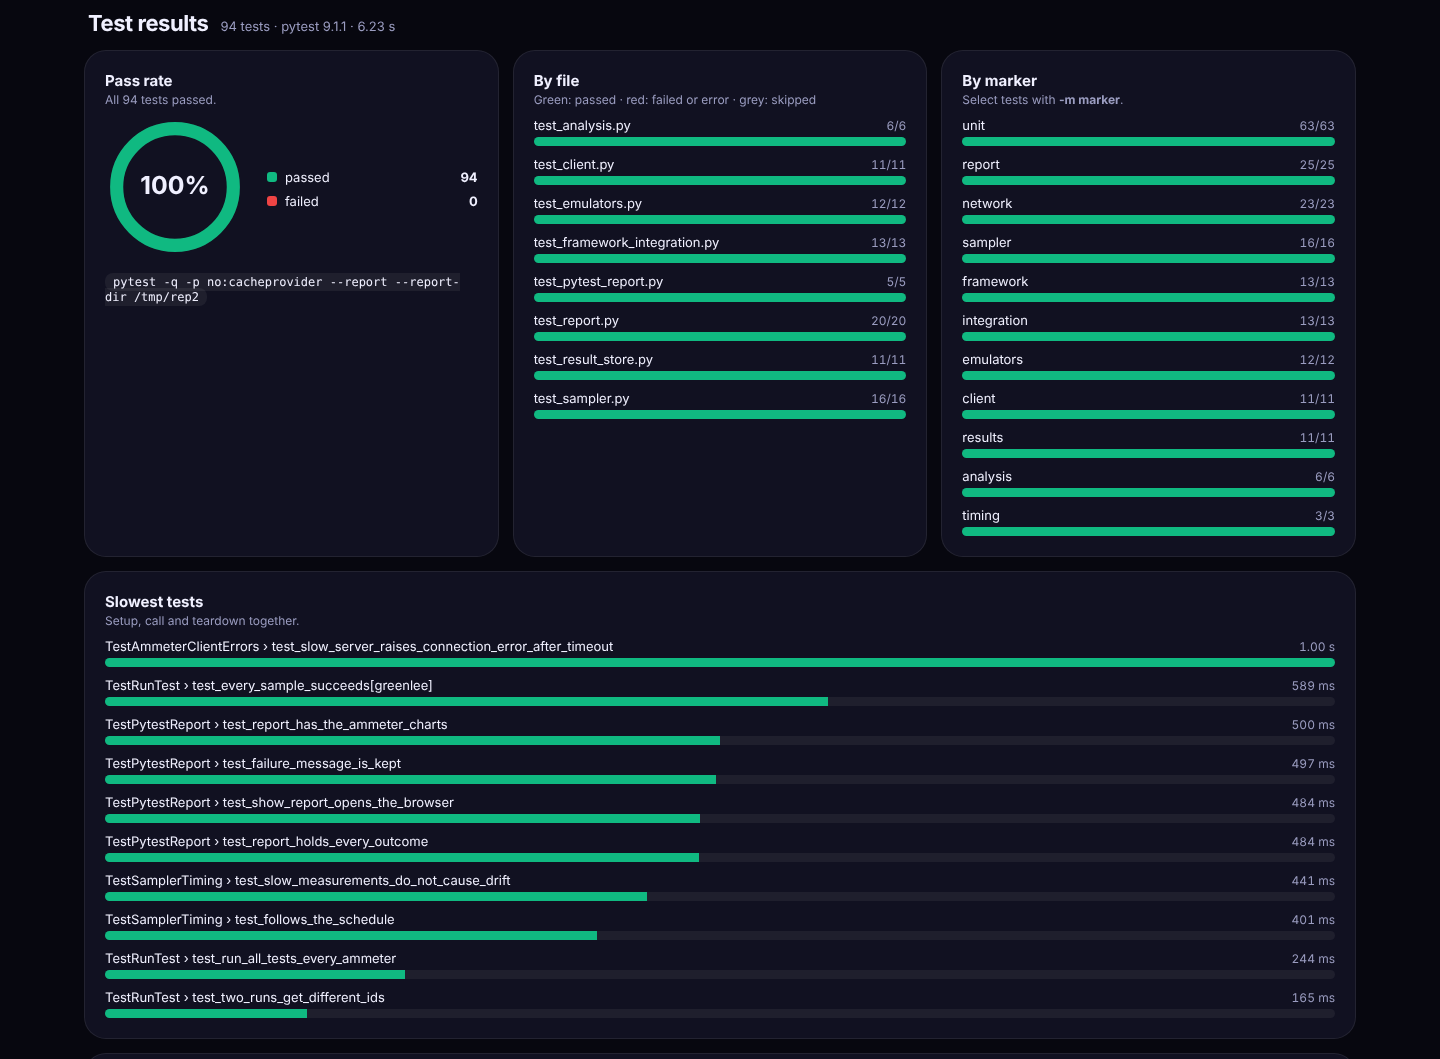 Test results 94 tests · pytest 9.1.1 · 6.23 s
Pass rate
All 94 tests passed.
100%
passed 94
failed 0
pytest -q -p no:cacheprovider --report --report-
dir /tmp/rep2
By file
Green: passed · red: failed or error · grey: skipped
test_analysis.py 6/6
test_client.py 11/11
test_emulators.py 12/12
test_framework_integration.py 13/13
test_pytest_report.py 5/5
test_report.py 20/20
test_result_store.py 11/11
test_sampler.py 16/16
By marker
Select tests with -m marker.
unit 63/63
report 25/25
network 23/23
sampler 16/16
framework 13/13
integration 13/13
emulators 12/12
client 11/11
results 11/11
analysis 6/6
timing 3/3
Slowest tests
Setup, call and teardown together.
TestAmmeterClientErrors › test_slow_server_raises_connection_error_after_timeout 1.00 s
TestRunTest › test_every_sample_succeeds[greenlee] 589 ms
TestPytestReport › test_report_has_the_ammeter_charts 500 ms
TestPytestReport › test_failure_message_is_kept 497 ms
TestPytestReport › test_show_report_opens_the_browser 484 ms
TestPytestReport › test_report_holds_every_outcome 484 ms
TestSamplerTiming › test_slow_measurements_do_not_cause_drift 441 ms
TestSamplerTiming › test_follows_the_schedule 401 ms
TestRunTest › test_run_all_tests_every_ammeter 244 ms
TestRunTest › test_two_runs_get_different_ids 165 ms